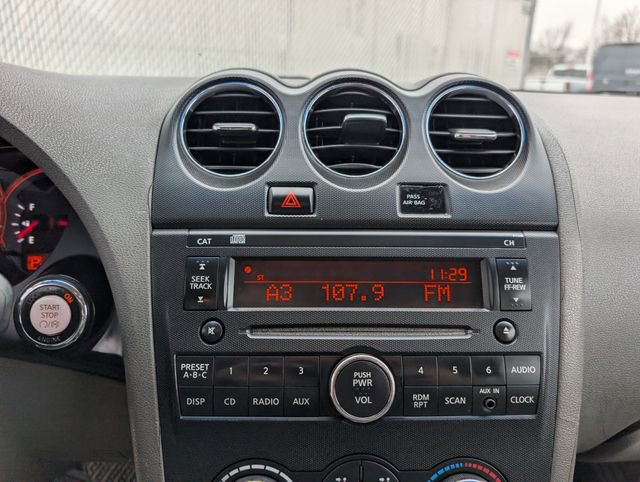 PASS
AIR BAG
CAT CH
SEEK
TRACK
ST 11:29
A3 107.9 FM
TUNE
FF·REW
F
E
P
ON
START·
STOP
ENGINE
PRESET
A·B·C
1 2 3
PUSH
PWR
VOL
4 5 6 AUDIO
DISP CD RADIO AUX
RDM
RPT
SCAN
AUX IN
CLOCK